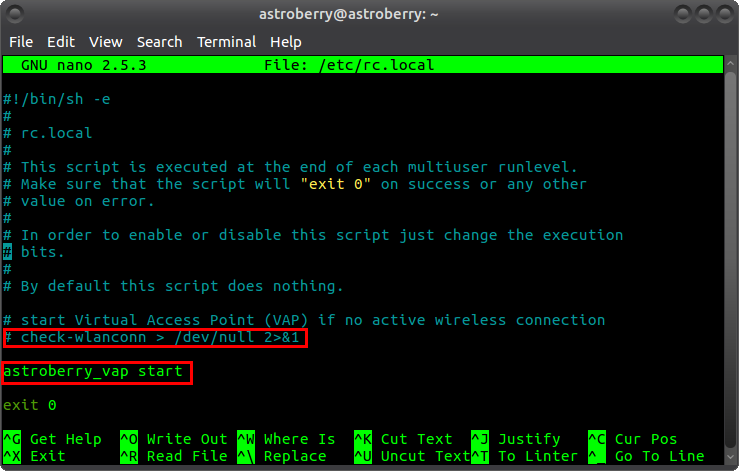 astroberry@astroberry: ~
File Edit View Search Terminal Help
GNU nano 2.5.3 File: /etc/rc.local
#!/bin/sh -e
#
# rc.local
#
# This script is executed at the end of each multiuser runlevel.
# Make sure that the script will "exit 0" on success or any other
# value on error.
#
# In order to enable or disable this script just change the execution
# bits.
#
# By default this script does nothing.
# start Virtual Access Point (VAP) if no active wireless connection
# check-wlanconn > /dev/null 2>&1
astroberry_vap start
exit 0
^G Get Help ^O Write Out ^W Where Is ^K Cut Text ^J Justify ^C Cur Pos
^X Exit ^R Read File ^\ Replace ^U Uncut Text ^T To Linter ^_ Go To Line